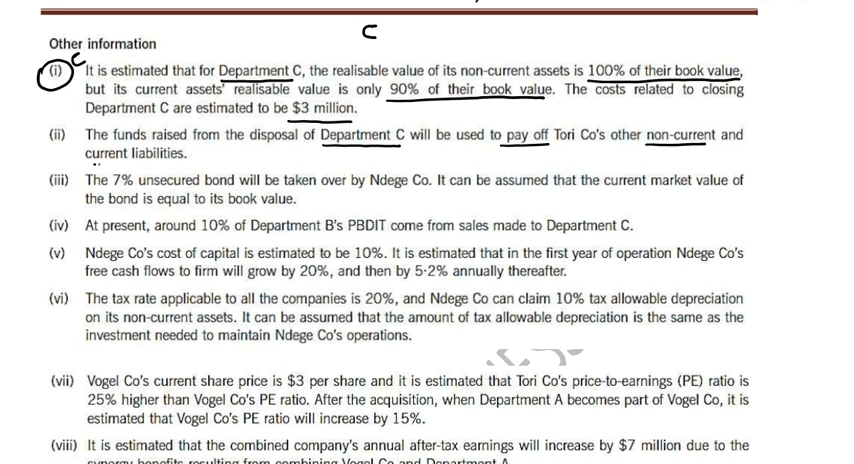 C
Other information
C
(i) It is estimated that for Department C, the realisable value of its non-current assets is 100% of their book value,
but its current assets' realisable value is only 90% of their book value. The costs related to closing
Department C are estimated to be $3 million.
(ii) The funds raised from the disposal of Department C will be used to pay off Tori Co's other non-current and
current liabilities.
(iii) The 7% unsecured bond will be taken over by Ndege Co. It can be assumed that the current market value of
the bond is equal to its book value.
(iv) At present, around 10% of Department B's PBDIT come from sales made to Department C.
(v) Ndege Co's cost of capital is estimated to be 10%. It is estimated that in the first year of operation Ndege Co's
free cash flows to firm will grow by 20%, and then by 5·2% annually thereafter.
(vi) The tax rate applicable to all the companies is 20%, and Ndege Co can claim 10% tax allowable depreciation
on its non-current assets. It can be assumed that the amount of tax allowable depreciation is the same as the
investment needed to maintain Ndege Co's operations.
(vii) Vogel Co's current share price is $3 per share and it is estimated that Tori Co's price-to-earnings (PE) ratio is
25% higher than Vogel Co's PE ratio. After the acquisition, when Department A becomes part of Vogel Co, it is
estimated that Vogel Co's PE ratio will increase by 15%.
(viii) It is estimated that the combined company's annual after-tax earnings will increase by $7 million due to the
synergy benefits resulting from combining Vogel Co and Department A.